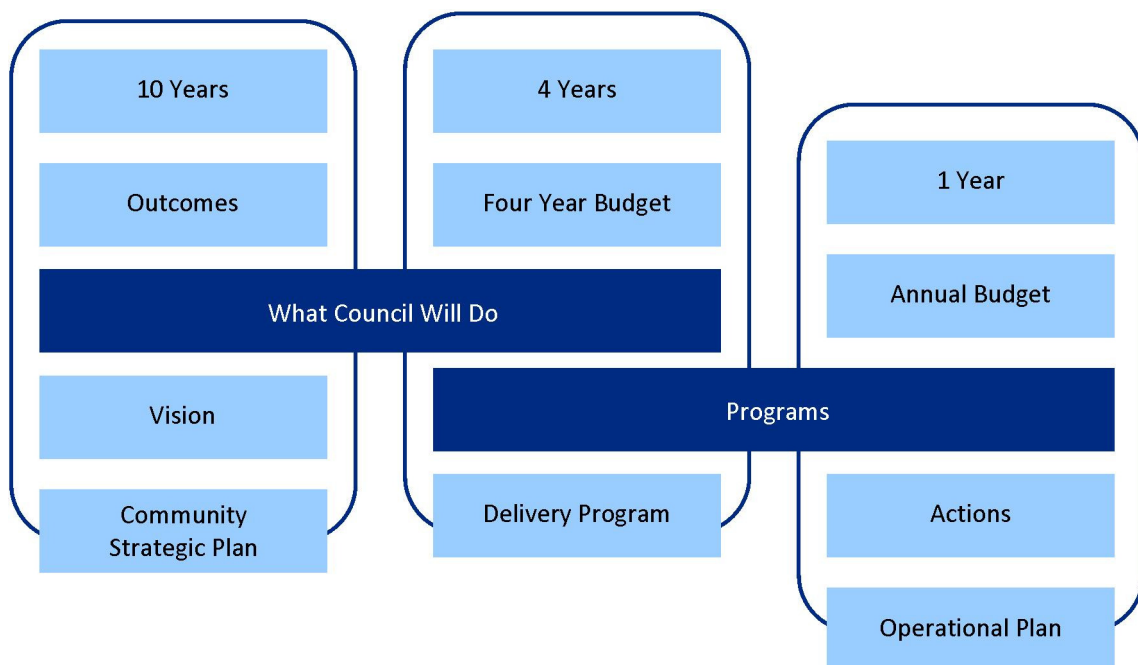 10 Years
Outcomes
What Council Will Do
Vision
Community
Strategic Plan
4 Years
Four Year Budget
Programs
Delivery Program
1 Year
Annual Budget
Actions
Operational Plan